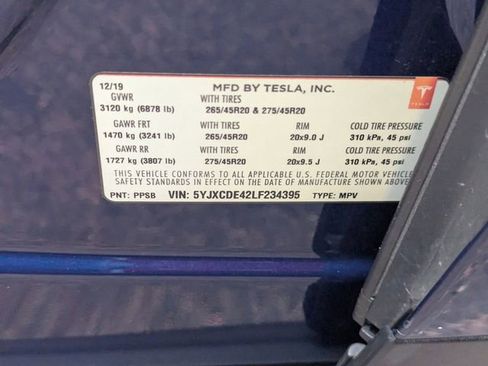 12/19 MFD BY TESLA, INC.
GVWR WITH TIRES
3120 kg (6878 lb) 265/45R20 & 275/45R20
TESLA
GAWR FRT WITH TIRES RIM COLD TIRE PRESSURE
1470 kg (3241 lb) 265/45R20 20x9.0 J 310 kPa, 45 psi
GAWR RR WITH TIRES RIM COLD TIRE PRESSURE
1727 kg (3807 lb) 275/45R20 20x9.5 J 310 kPa, 45 psi
THIS VEHICLE CONFORMS TO ALL APPLICABLE U.S. FEDERAL MOTOR VEHICLE
SAFETY STANDARDS IN EFFECT ON THE DATE OF MANUFACTURE SHOWN ABOVE.
PNT: PPSB VIN: 5YJXCDE42LF234395 TYPE: MPV